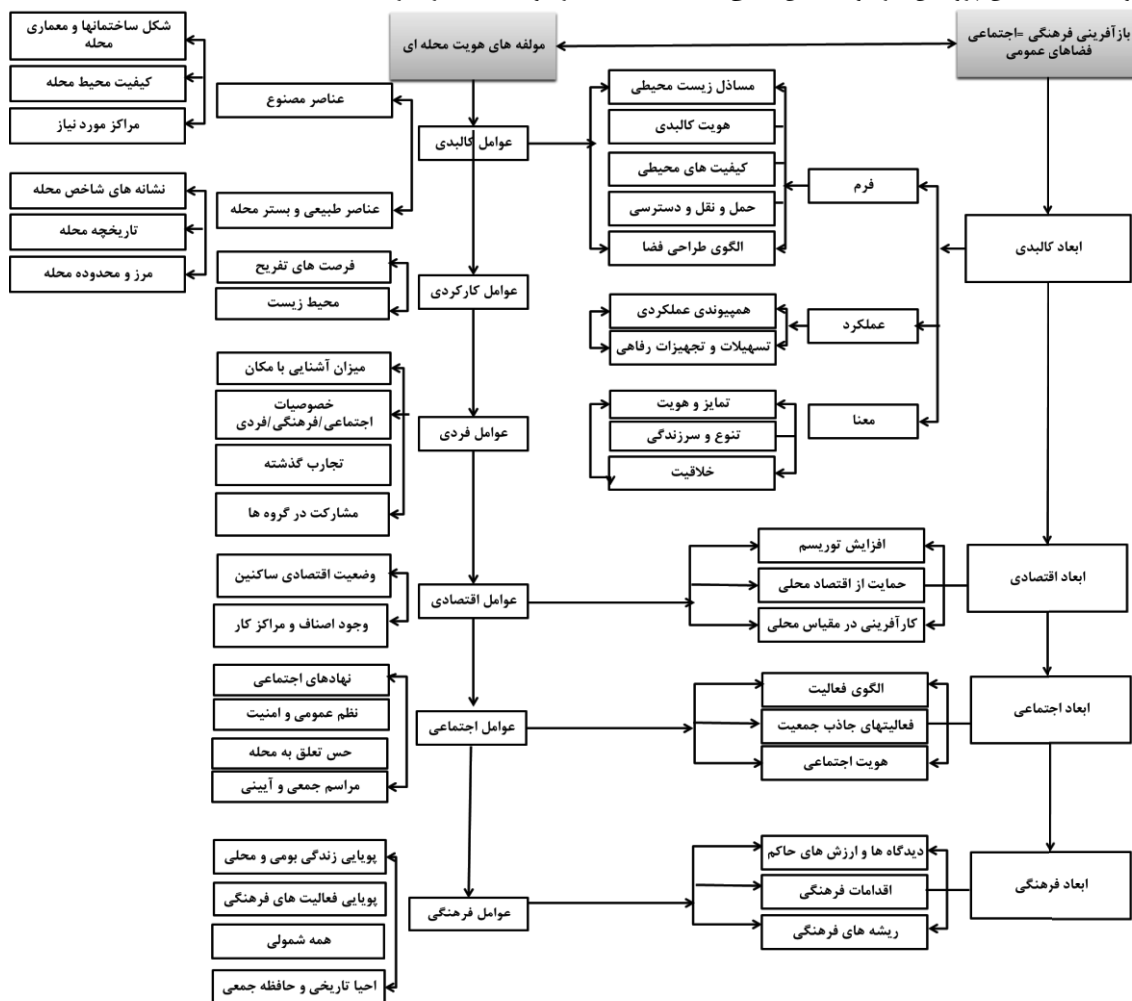 بازآفرینی فرهنگی =اجتماعی
فضاهای عمومی
مولفه های هویت محله ای
ابعاد کالبدی
فرم
مساذل زیست محیطی
هویت کالبدی
کیفیت های محیطی
حمل و نقل و دسترسی
الگوی طراحی فضا
عملکرد
همپیوندی عملکردی
تسهیلات و تجهیزات رفاهی
معنا
تمایز و هویت
تنوع و سرزندگی
خلاقیت
ابعاد اقتصادی
افزایش توریسم
حمایت از اقتصاد محلی
کارآفرینی در مقیاس محلی
ابعاد اجتماعی
الگوی فعالیت
فعالیتهای جاذب جمعیت
هویت اجتماعی
ابعاد فرهنگی
دیدگاه ها و ارزش های حاکم
اقدامات فرهنگی
ریشه های فرهنگی
عوامل کالبدی
عناصر مصنوع
شکل ساختمانها و معماری
محله
کیفیت محیط محله
مراکز مورد نیاز
عناصر طبیعی و بستر محله
نشانه های شاخص محله
تاریخچه محله
مرز و محدوده محله
عوامل کارکردی
فرصت های تفریح
محیط زیست
عوامل فردی
میزان آشنایی با مکان
خصوصیات
اجتماعی/فرهنگی/فردی
تجارب گذشته
مشارکت در گروه ها
عوامل اقتصادی
وضعیت اقتصادی ساکنین
وجود اصناف و مراکز کار
عوامل اجتماعی
نهادهای اجتماعی
نظم عمومی و امنیت
حس تعلق به محله
مراسم جمعی و آیینی
عوامل فرهنگی
پویایی زندگی بومی و محلی
پویایی فعالیت های فرهنگی
همه شمولی
احیا تاریخی و حافظه جمعی